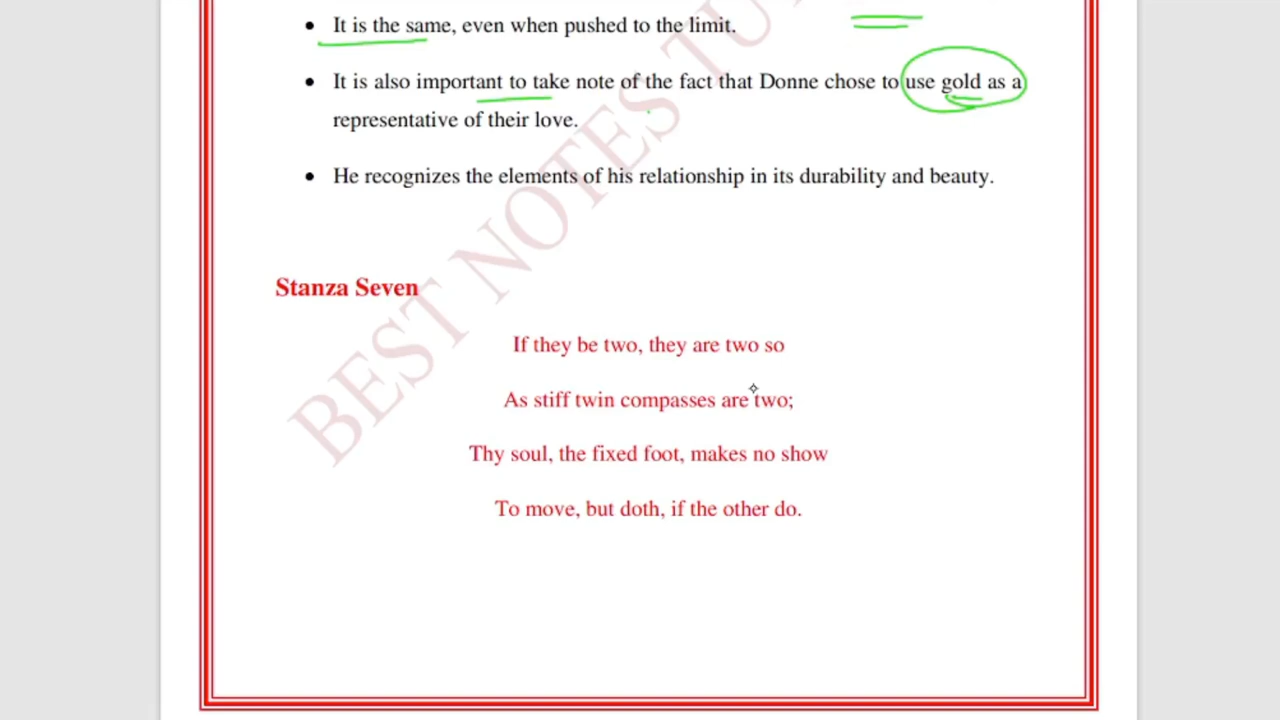 It is the same, even when pushed to the limit.
It is also important to take note of the fact that Donne chose to use gold as a
representative of their love.
He recognizes the elements of his relationship in its durability and beauty.
Stanza Seven
If they be two, they are two so
As stiff twin compasses are two;
Thy soul, the fixed foot, makes no show
To move, but doth, if the other do.
BEST NOTES TU